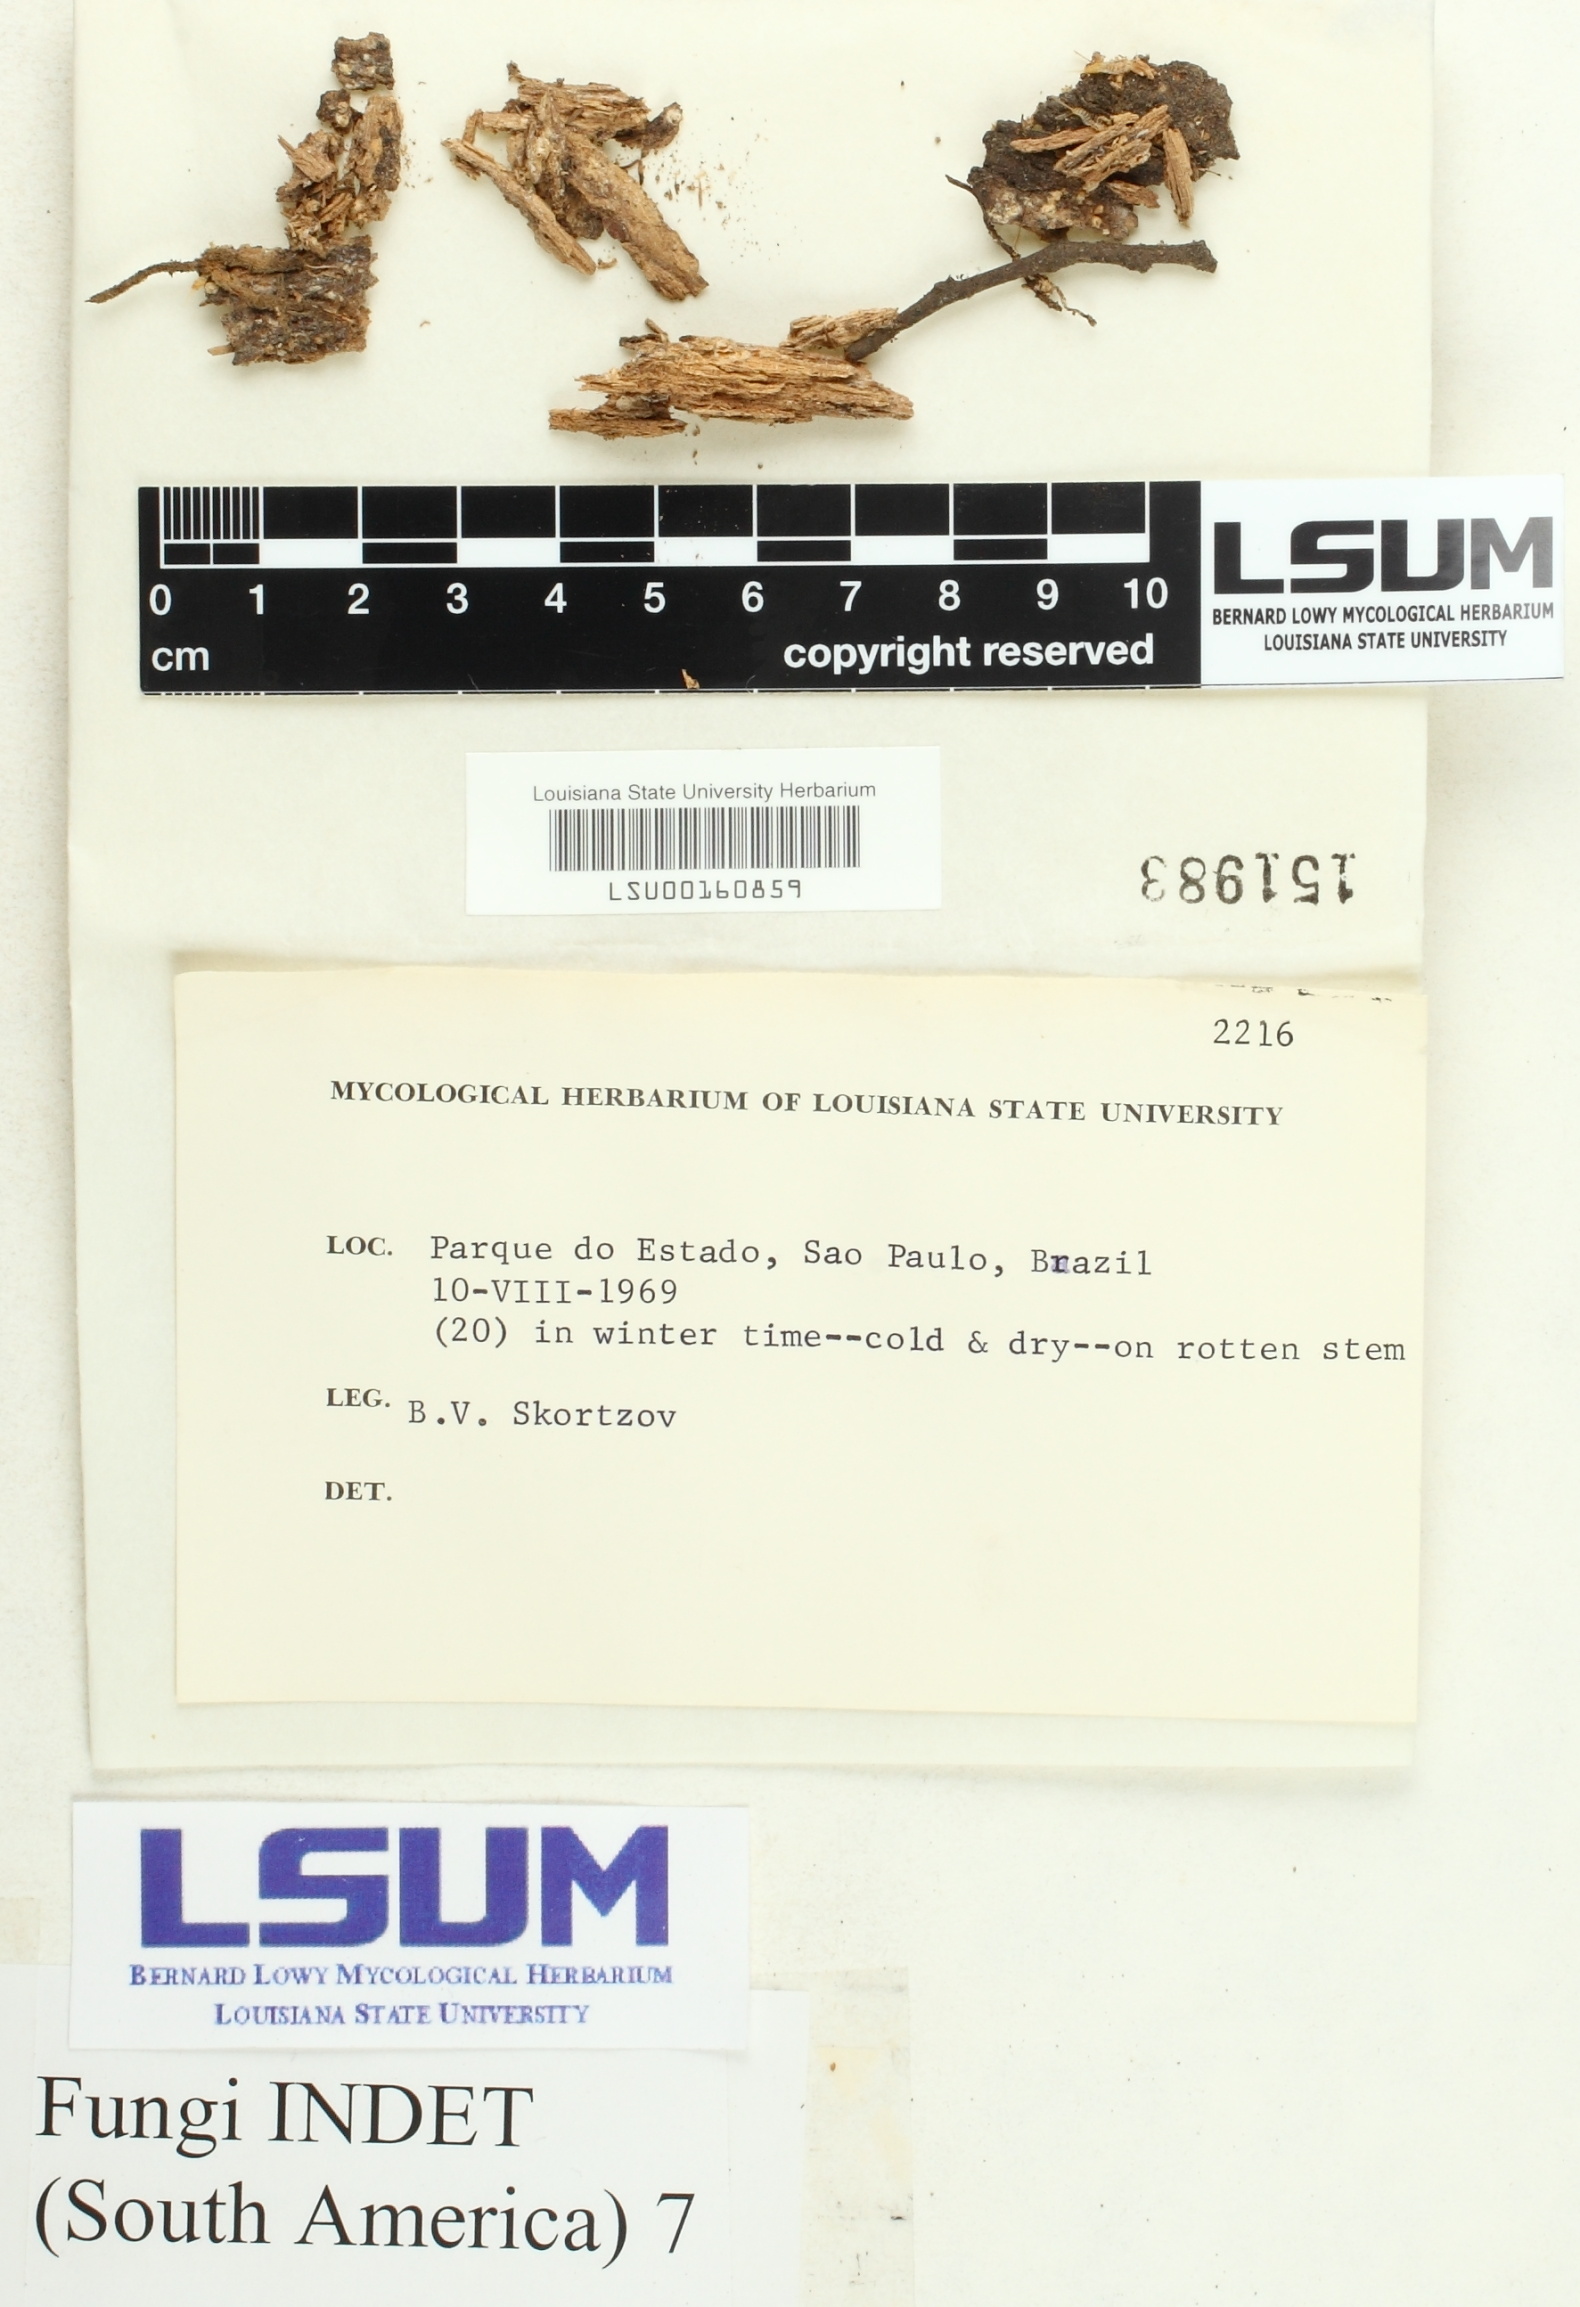 0 1 2 3 4 5 6 7 8 9 10
cm copyright reserved
LSUM
BERNARD LOWY MYCOLOGICAL HERBARIUM
LOUISIANA STATE UNIVERSITY
Louisiana State University Herbarium
LSU00160859
151983
2216
MYCOLOGICAL HERBARIUM OF LOUISIANA STATE UNIVERSITY
LOC. Parque do Estado, Sao Paulo, Brazil
10-VIII-1969
(20) in winter time--cold & dry--on rotten stem
LEG. B.V. Skortzov
DET.
LSUM
BERNARD LOWY MYCOLOGICAL HERBARIUM
LOUISIANA STATE UNIVERSITY
Fungi INDET
(South America) 7